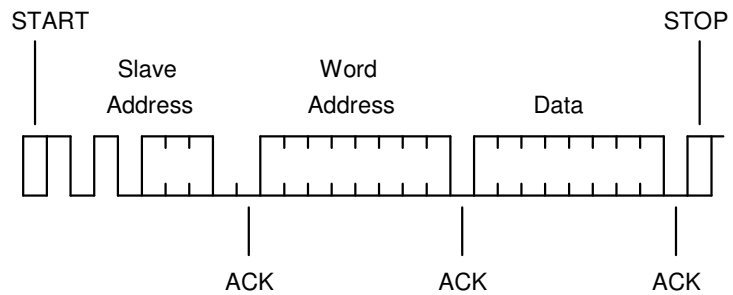 START
STOP
Slave
Address
Word
Address
Data
ACK
ACK
ACK